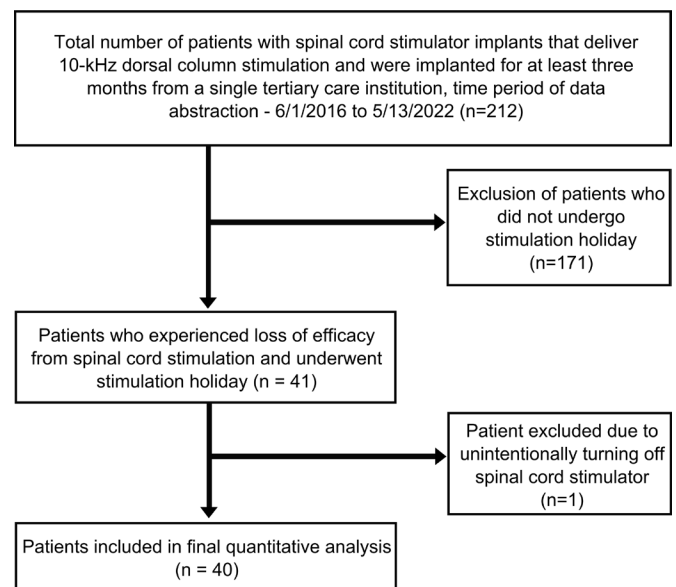 Total number of patients with spinal cord stimulator implants that deliver
10-kHz dorsal column stimulation and were implanted for at least three
months from a single tertiary care institution, time period of data
abstraction - 6/1/2016 to 5/13/2022 (n=212)
Exclusion of patients who
did not undergo
stimulation holiday
(n=171)
Patients who experienced loss of efficacy
from spinal cord stimulation and underwent
stimulation holiday (n = 41)
Patient excluded due to
unintentionally turning off
spinal cord stimulator
(n=1)
Patients included in final quantitative analysis
(n = 40)